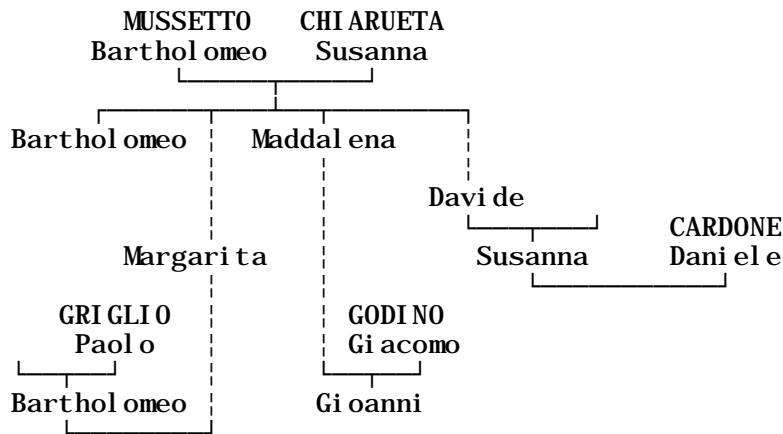 MUSSETTO CHIARUETA
Bartholomeo Susanna
Bartholomeo Maddalena
Davide
CARDONE
Margarita Susanna Daniele
GRIGLIO GODINO
Paolo Giacomo
Bartholomeo Gioanni